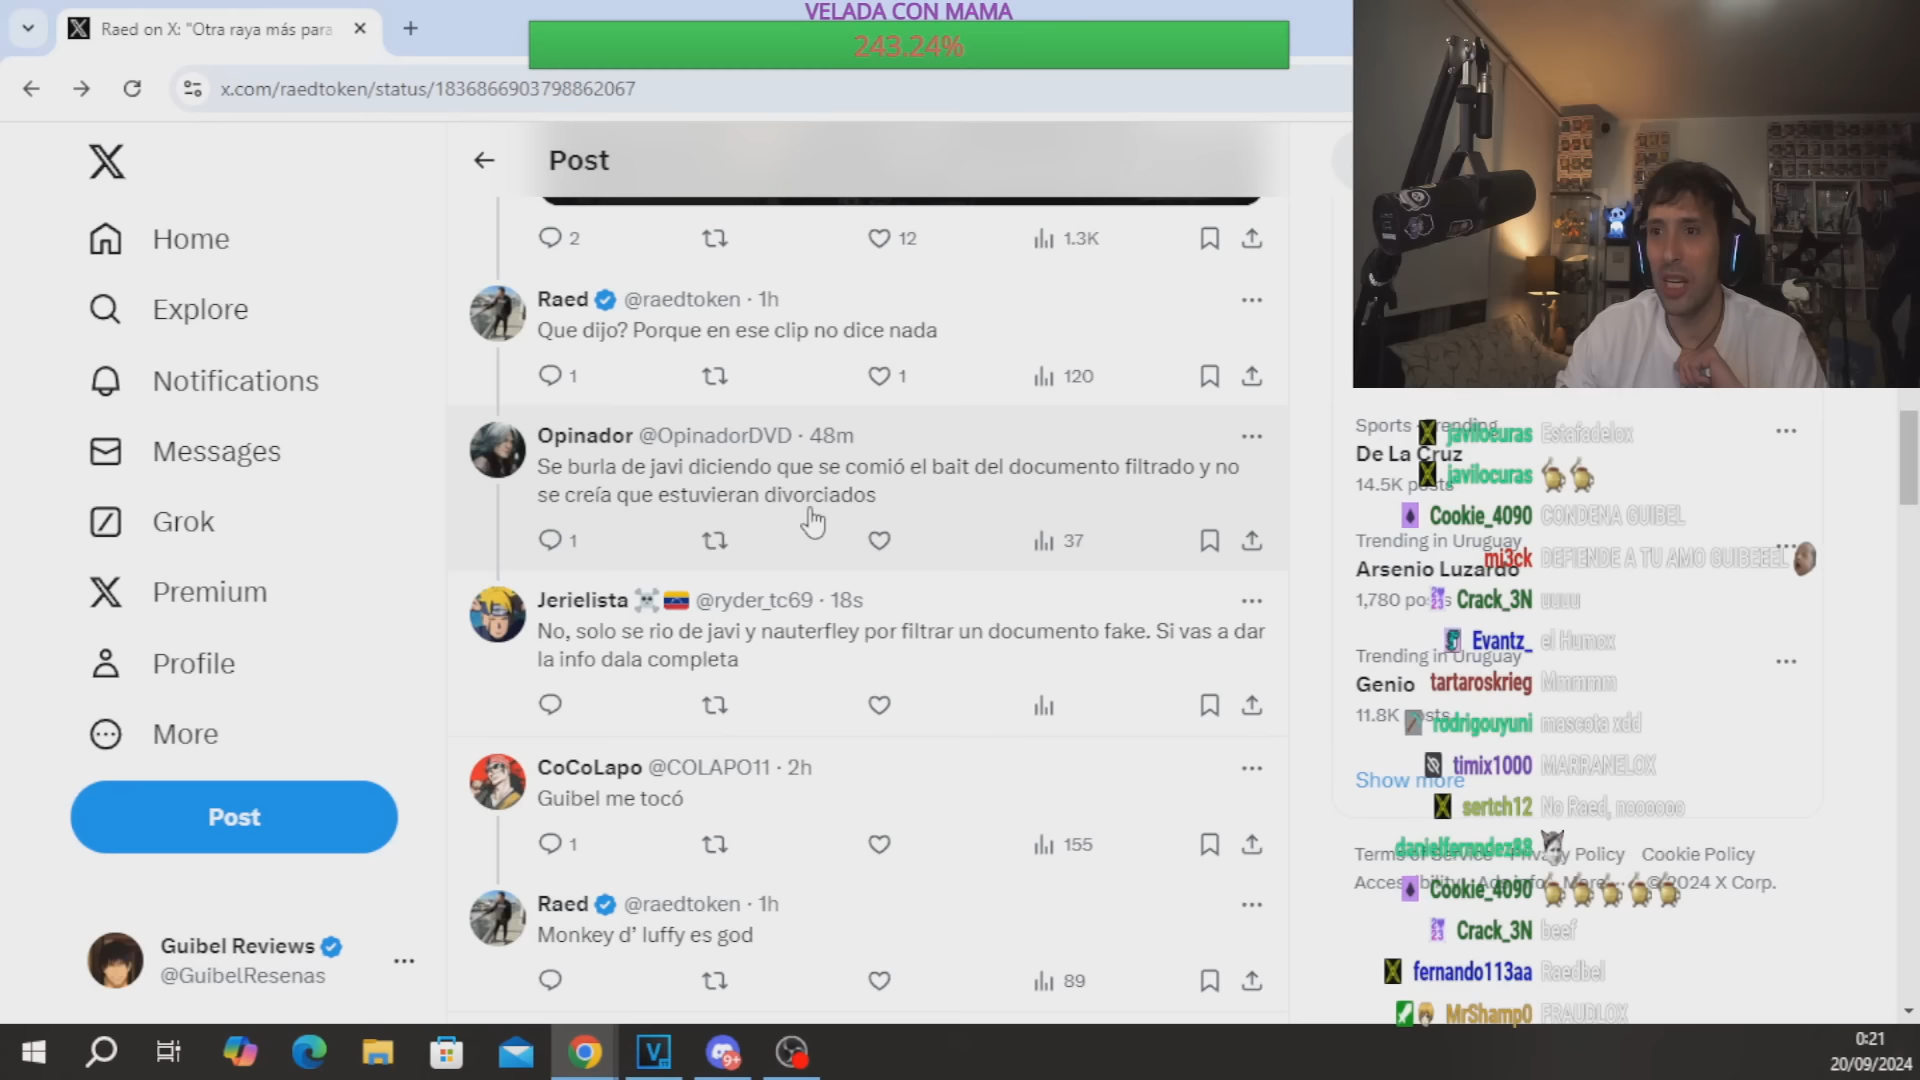 VELADA CON MAMA
243.24%
Raed on X: "Otra raya más para
x.com/raedtoken/status/1836866903798862067
Home
Explore
Notifications
Messages
Grok
Premium
Profile
More
Post
Guibel Reviews
@GuibelResenas
Post
2
12
1.3K
Raed @raedtoken · 1h
Que dijo? Porque en ese clip no dice nada
1
1
120
Opinador @OpinadorDVD · 48m
Se burla de javi diciendo que se comió el bait del documento filtrado y no
se creía que estuvieran divorciados
1
37
Jerielista @ryder_tc69 · 18s
No, solo se rio de javi y nauterfley por filtrar un documento fake. Si vas a dar
la info dala completa
CoCoLapo @COLAPO11 · 2h
Guibel me tocó
1
155
Raed @raedtoken · 1h
Monkey d' luffy es god
89
Sports · Trending
De La Cruz
14.5K posts
Trending in Uruguay
Arsenio Luzardo
1,780 posts
Trending in Uruguay
Genio
11.8K posts
Show more
Terms of Service Privacy Policy Cookie Policy
Accessibility Ads info More © 2024 X Corp.
javilocuras Estafadelox
javilocuras
Cookie_4090 CONDENA GUIBEL
mi3ck DEFIENDE A TU AMO GUIBEEEL
Crack_3N uuuu
Evantz_ el Humox
tartaroskrieg Mmmmm
rodrigouyuni mascota xdd
timix1000 MARRANELOX
sertch12 No Raed, noooooo
danielfernndez88
Cookie_4090
Crack_3N beef
fernando113aa Raedbel
MrShamp0 FRAUDLOX
9+
0:21
20/09/2024